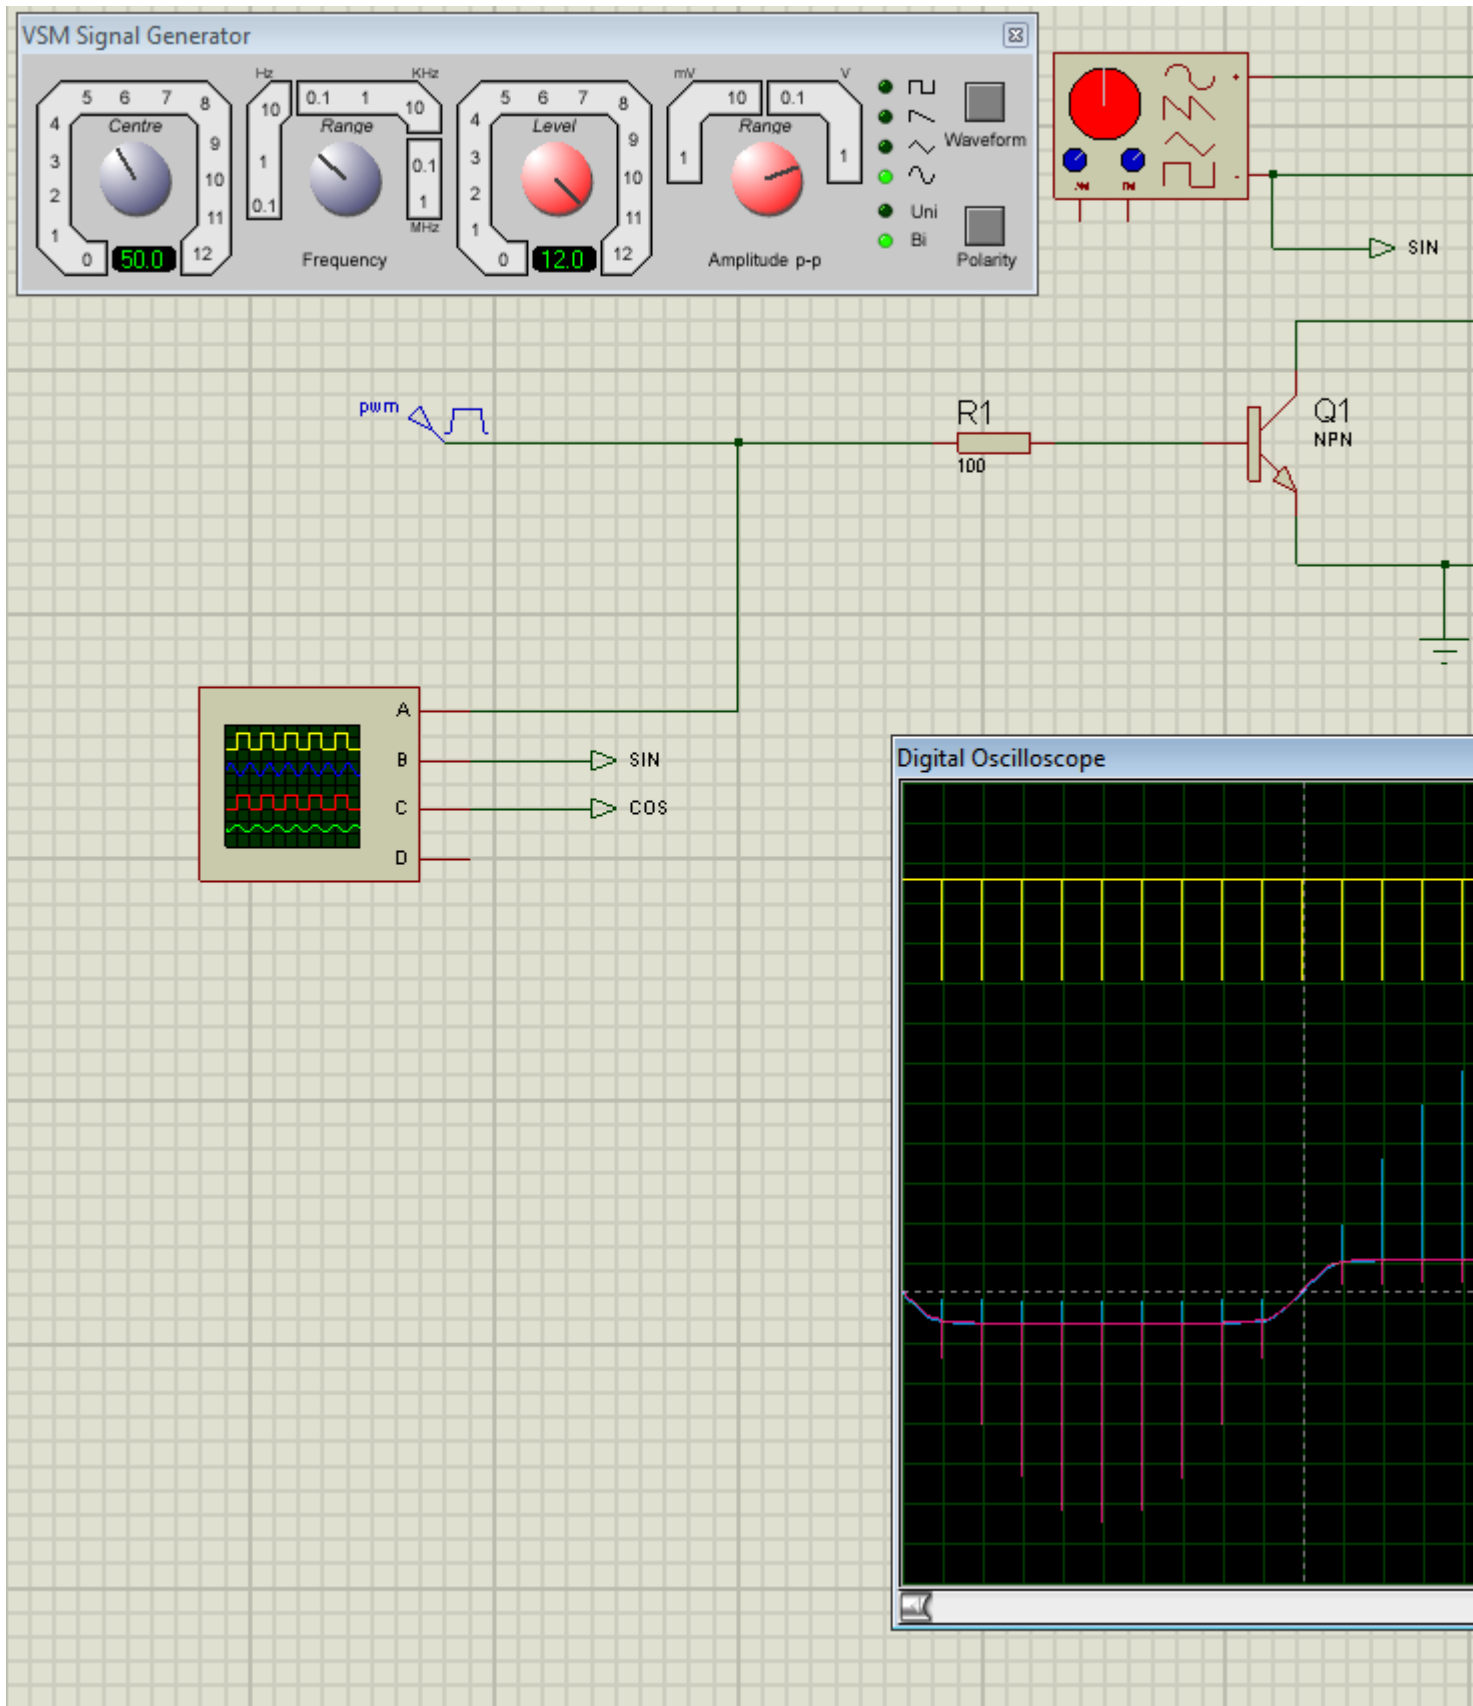 VSM Signal Generator
Hz
KHz
mV
V
5 6 7 8
4
3
2
1
0
9
10
11
12
Centre
50.0
10
1
0.1
0.1 1 10
Range
0.1
1
MHz
Frequency
5 6 7 8
4
3
2
1
0
9
10
11
12
Level
12.0
10
0.1
1
1
Range
Amplitude p-p
Waveform
Uni
Bi
Polarity
+
-
SIN
pwm
R1
100
Q1
NPN
A
B
SIN
C
COS
D
Digital Oscilloscope